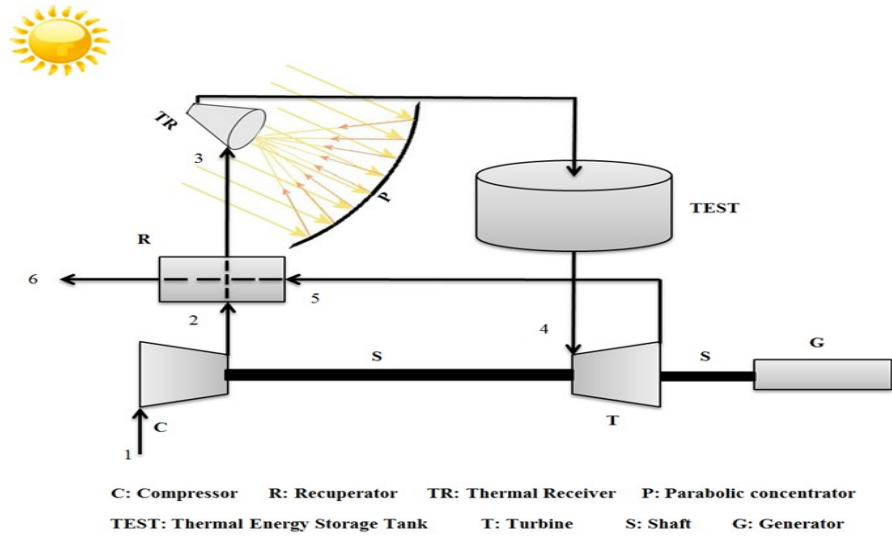 TR
3
P
TEST
R
6
5
2
4
S
S
G
C
T
1
C: Compressor R: Recuperator TR: Thermal Receiver P: Parabolic concentrator
TEST: Thermal Energy Storage Tank T: Turbine S: Shaft G: Generator